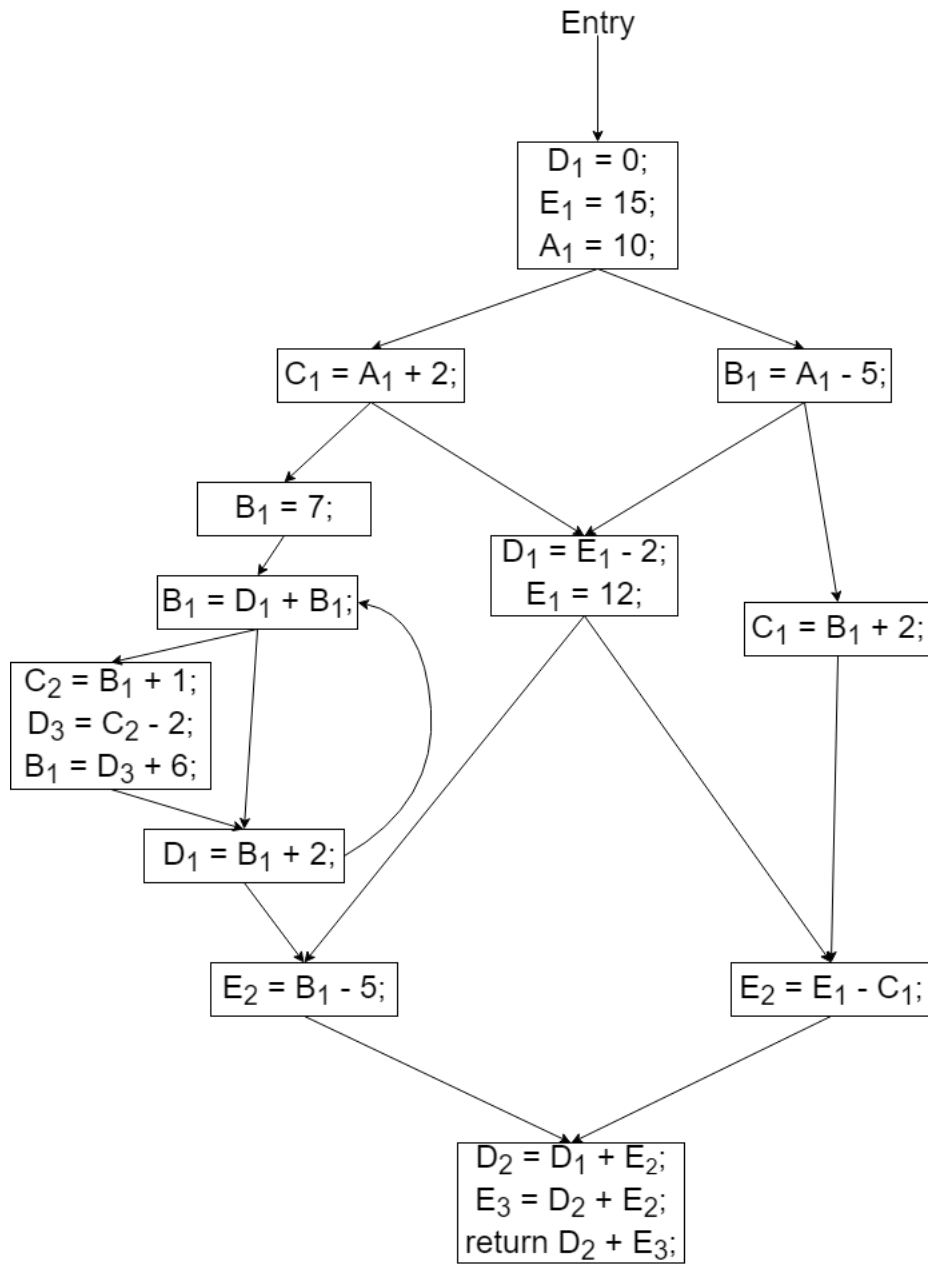 Entry
D₁ = 0;
E₁ = 15;
A₁ = 10;
C₁ = A₁ + 2;
B₁ = A₁ - 5;
B₁ = 7;
D₁ = E₁ - 2;
E₁ = 12;
B₁ = D₁ + B₁;
C₁ = B₁ + 2;
C₂ = B₁ + 1;
D₃ = C₂ - 2;
B₁ = D₃ + 6;
D₁ = B₁ + 2;
E₂ = B₁ - 5;
E₂ = E₁ - C₁;
D₂ = D₁ + E₂;
E₃ = D₂ + E₂;
return D₂ + E₃;